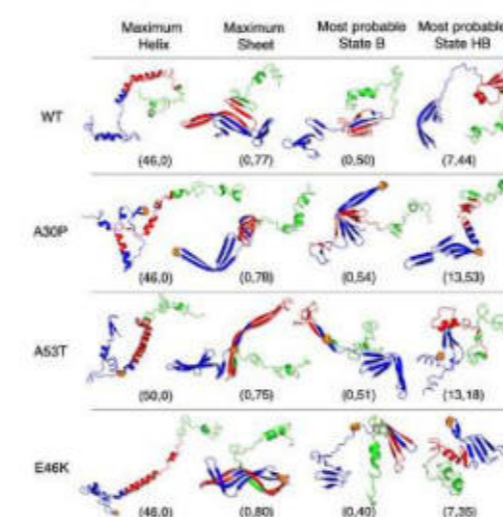 Maximum Helix
Maximum Sheet
Most probable State B
Most probable State HB
WT
(46,0)
(0,77)
(0,50)
(7,44)
A30P
(46,0)
(0,78)
(0,54)
(13,53)
A53T
(50,0)
(0,75)
(0,51)
(13,18)
E46K
(46,0)
(0,80)
(0,40)
(7,35)